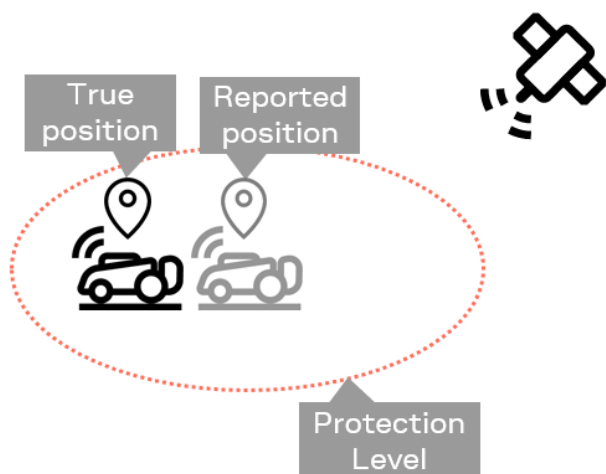 True
position
Reported
position
Protection
Level